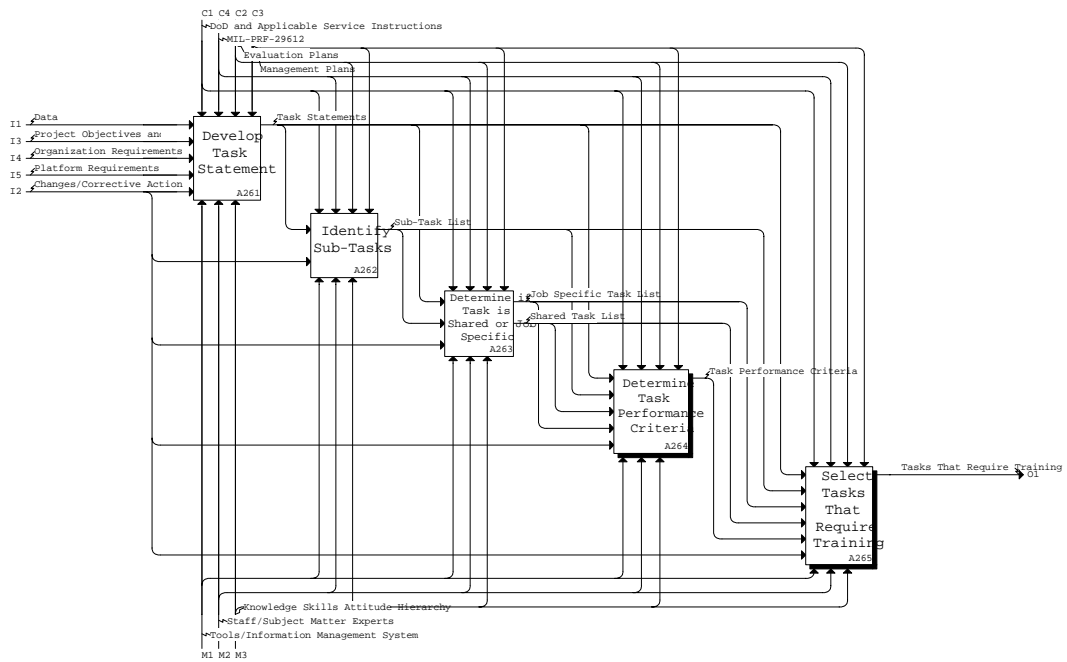 C1 C4 C2 C3
DoD and Applicable Service Instructions
MIL-PRF-29612
Evaluation Plans
Management Plans
I1 Data
I3 Project Objectives and
I4 Organization Requirements
I5 Platform Requirements
I2 Changes/Corrective Action
Develop
Task
Statement
A261
Task Statements
Identify
Sub-Tasks
A262
Sub-Task List
Determine if
Task is
Shared or Job
Specific
A263
Job Specific Task List
Shared Task List
Determine
Task
Performance
Criteria
A264
Task Performance Criteria
Select
Tasks
That
Require
Training
A265
Tasks That Require Training
O1
Knowledge Skills Attitude Hierarchy
Staff/Subject Matter Experts
Tools/Information Management System
M1 M2 M3